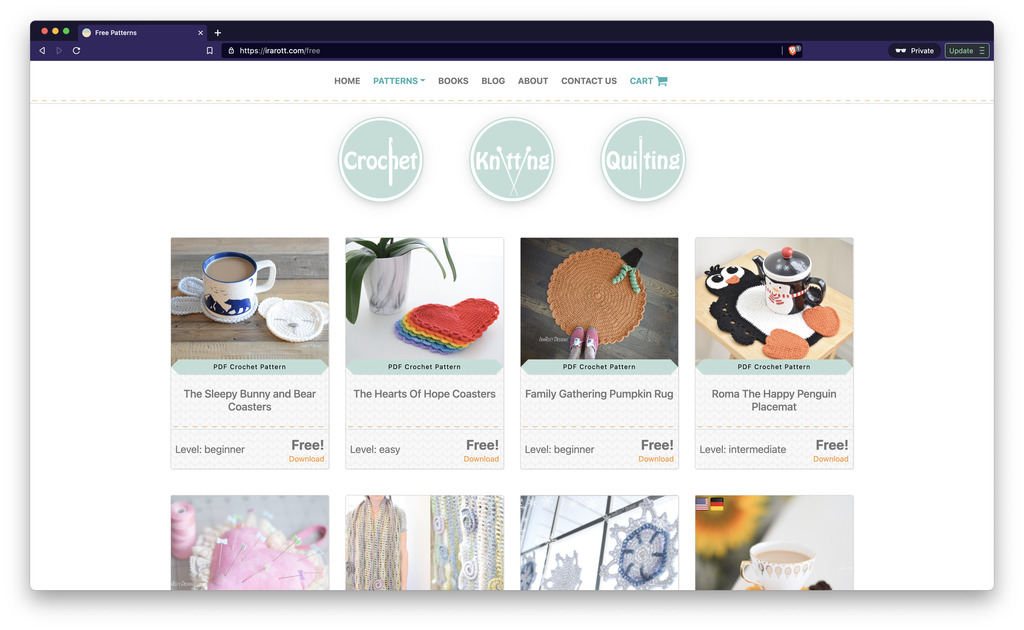 Free Patterns
https://irarott.com/free
Private
Update
HOME
PATTERNS
BOOKS
BLOG
ABOUT
CONTACT US
CART
Crochet
Knitting
Quilting
PDF Crochet Pattern
PDF Crochet Pattern
PDF Crochet Pattern
PDF Crochet Pattern
The Sleepy Bunny and Bear
Coasters
The Hearts Of Hope Coasters
Family Gathering Pumpkin Rug
Roma The Happy Penguin
Placemat
Level: beginner
Free!
Download
Level: easy
Free!
Download
Level: beginner
Free!
Download
Level: intermediate
Free!
Download